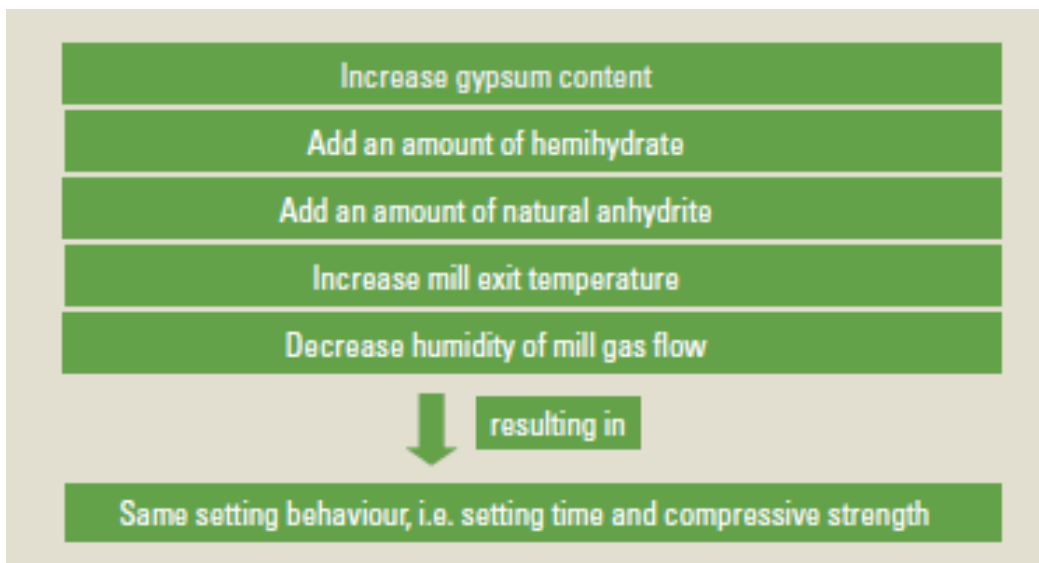 Increase gypsum content
Add an amount of hemihydrate
Add an amount of natural anhydrite
Increase mill exit temperature
Decrease humidity of mill gas flow
resulting in
Same setting behaviour, i.e. setting time and compressive strength